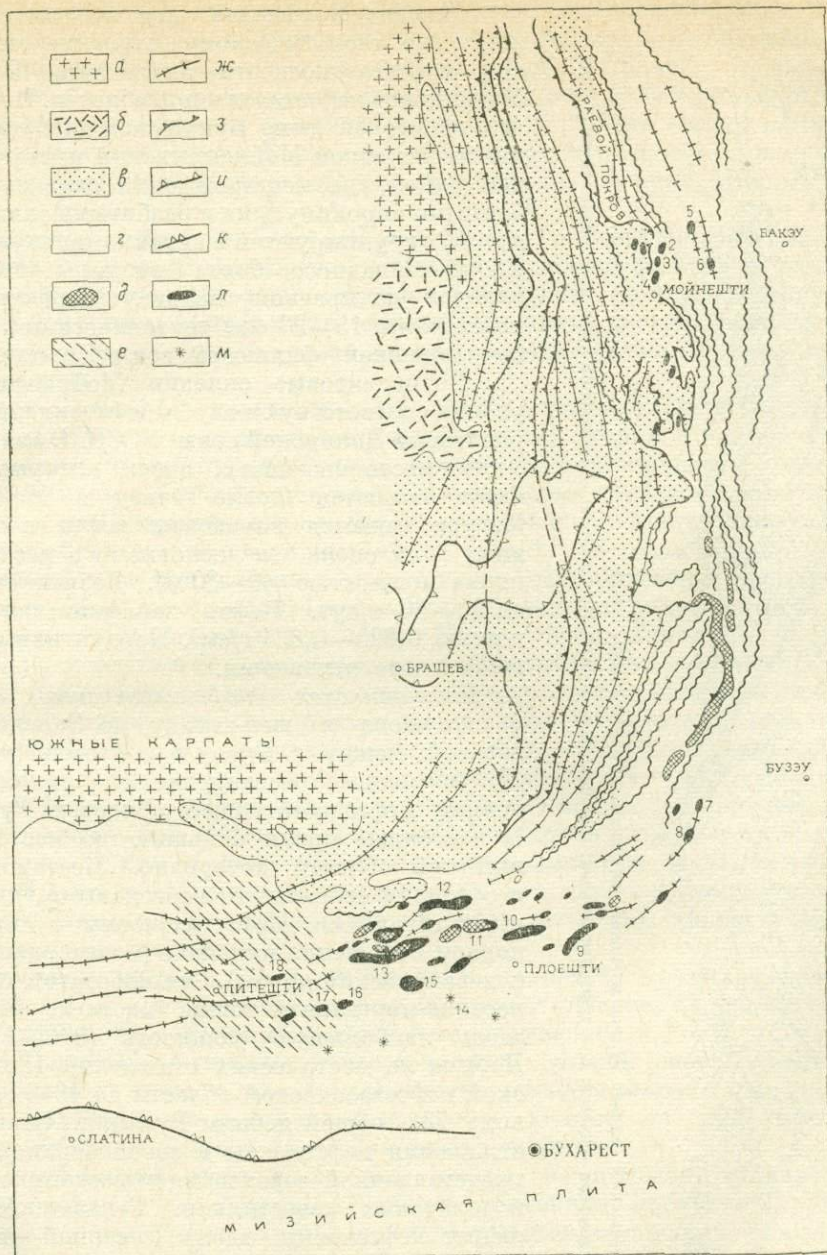 а ж
б з
в и
г к
д л
е м
КРАЕВОЙ ПОКРОВ
5
БАКЭУ
1 2
3
6
4
МОЙНЕШТИ
БРАШЕВ
ЮЖНЫЕ КАРПАТЫ
БУЗЭУ
7
8
12
10
11
9
13
ПЛОЕШТИ
18
15
ПИТЕШТИ
17
16
14
СЛАТИНА
БУХАРЕСТ
МИЗИЙСКАЯ ПЛИТА